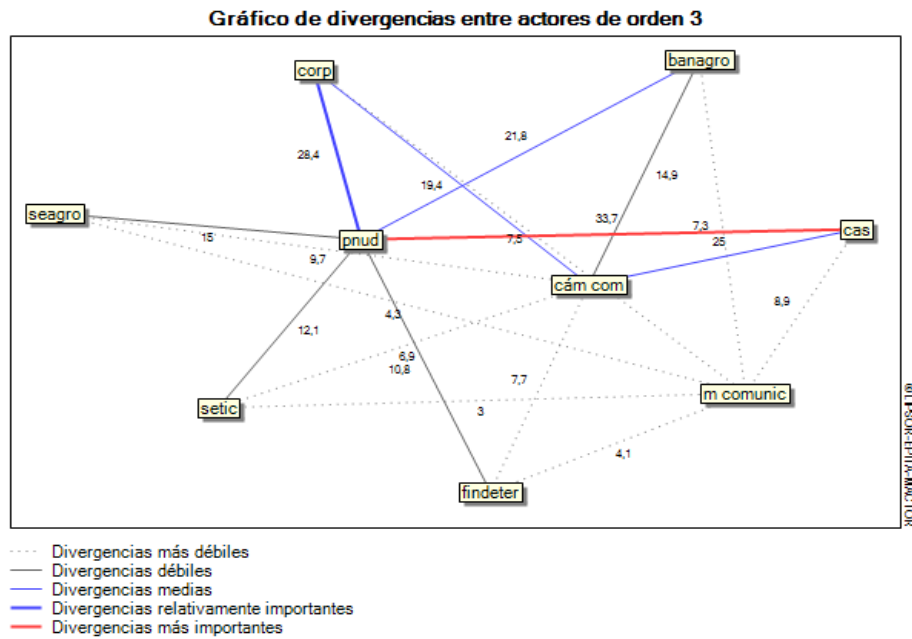 Gráfico de divergencias entre actores de orden 3
corp
banagro
28,4
21,8
19,4
14,9
seagro
pnud
cas
15
9,7
7,5
33,7
7,3
25
cám com
12,1
4,3
8,9
6,9
10,8
7,7
setic
3
m comunic
4,1
findeter
© LIPSOR-EPITA-MACTOR
Divergencias más débiles
Divergencias débiles
Divergencias medias
Divergencias relativamente importantes
Divergencias más importantes